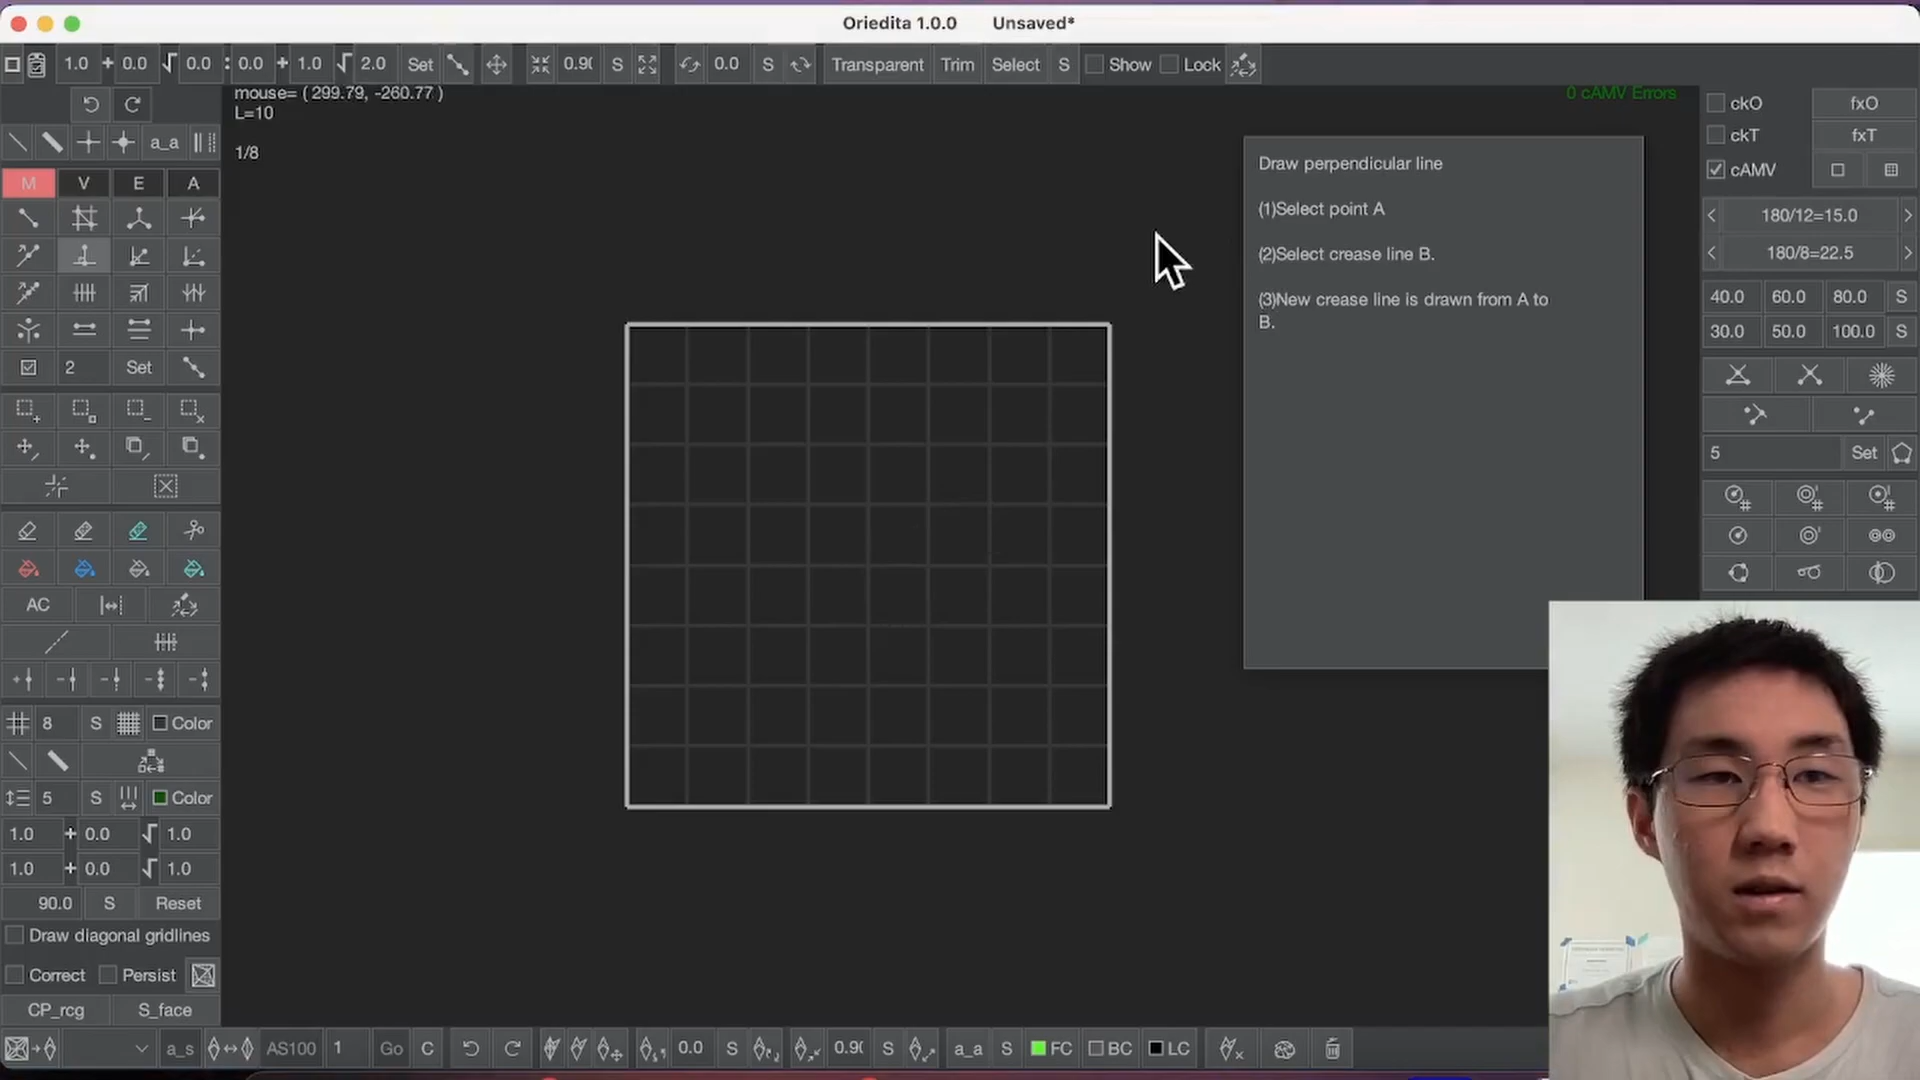 Oriedita 1.0.0 Unsaved*
1.0 + 0.0 √ 0.0 : 0.0 + 1.0 √ 2.0 Set 0.90 S 0.0 S Transparent Trim Select S Show Lock
mouse= ( 299.79, -260.77 )
L=10
1/8
0 cAMV Errors
a_a
M V E A
2 Set
AC
8 S Color
5 S Color
1.0 + 0.0 √ 1.0
1.0 + 0.0 √ 1.0
90.0 S Reset
Draw diagonal gridlines
Correct Persist
CP_rcg S_face
Draw perpendicular line
(1)Select point A
(2)Select crease line B.
(3)New crease line is drawn from A to
B.
ckO fxO
ckT fxT
cAMV
< 180/12=15.0 >
< 180/8=22.5 >
40.0 60.0 80.0 S
30.0 50.0 100.0 S
5 Set
a_s AS100 1 Go C 0.0 S 0.90 S a_a S FC BC LC